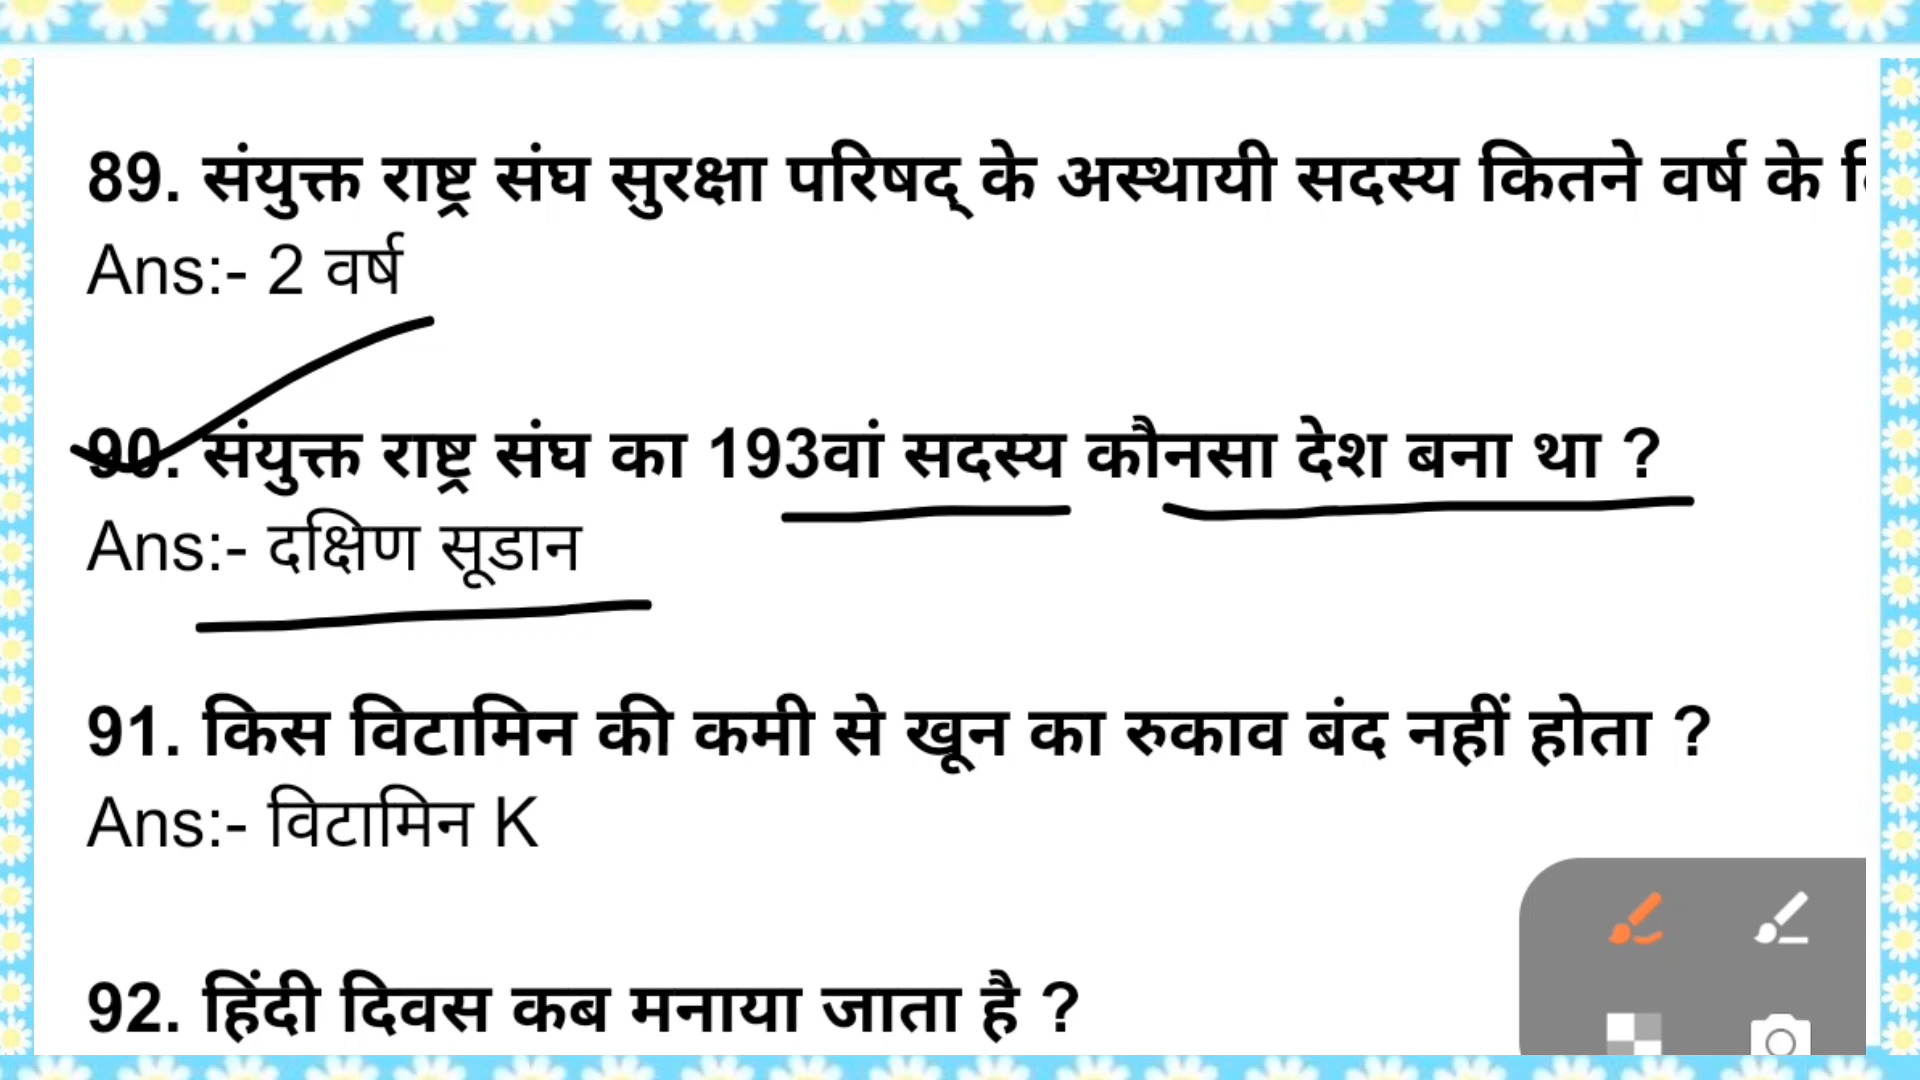 89. संयुक्त राष्ट्र संघ सुरक्षा परिषद् के अस्थायी सदस्य कितने वर्ष के
Ans:- 2 वर्ष
90. संयुक्त राष्ट्र संघ का 193वां सदस्य कौनसा देश बना था ?
Ans:- दक्षिण सूडान
91. किस विटामिन की कमी से खून का रुकाव बंद नहीं होता ?
Ans:- विटामिन K
92. हिंदी दिवस कब मनाया जाता है ?